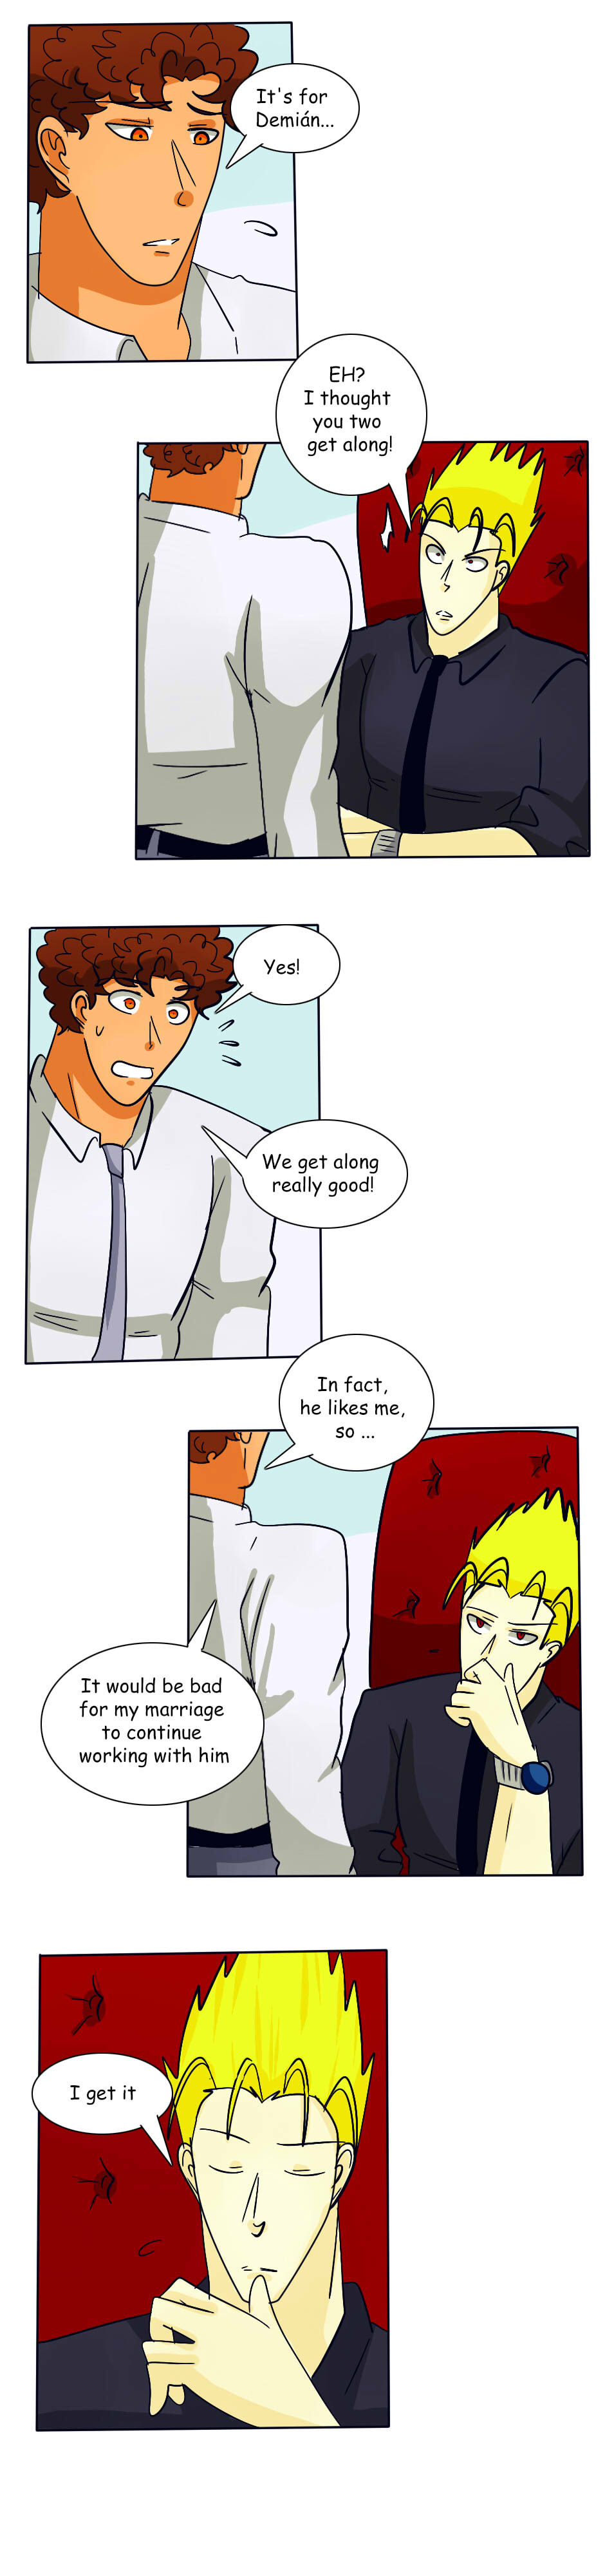 It's for
Demián...
EH?
I thought
you two
get along!
Yes!
We get along
really good!
In fact,
he likes me,
so ...
It would be bad
for my marriage
to continue
working with him
I get it